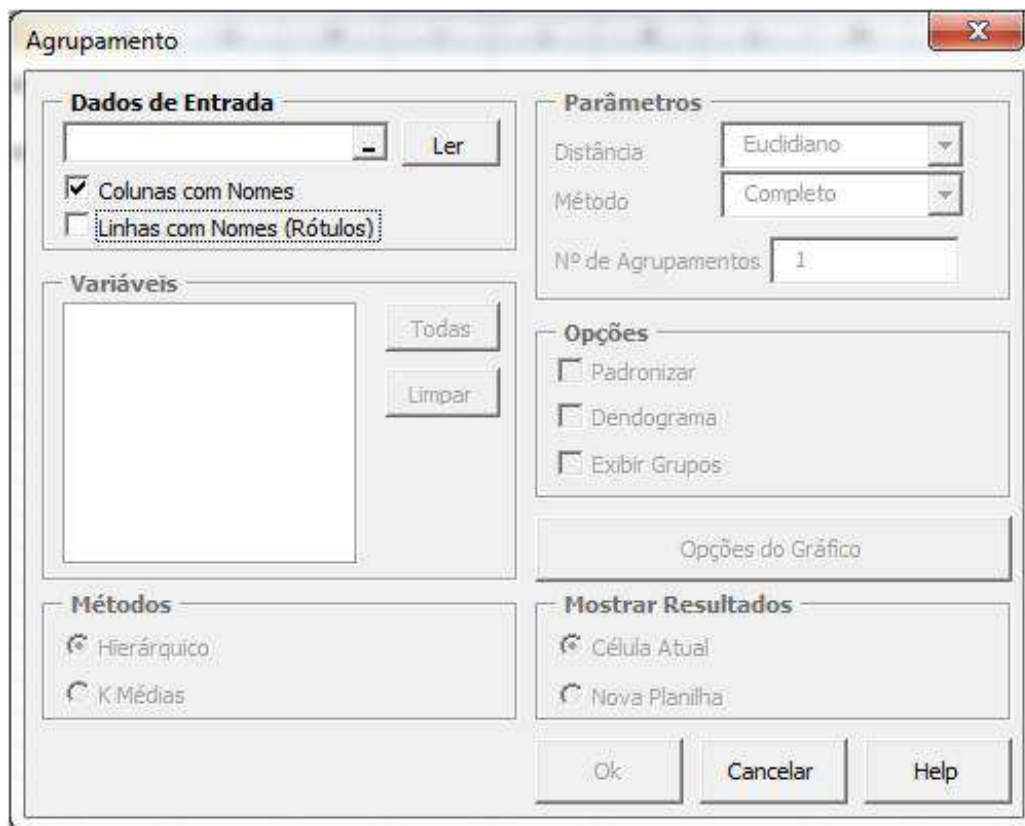 Agrupamento
Dados de Entrada
Ler
Colunas com Nomes
Linhas com Nomes (Rótulos)
Variáveis
Todas
Limpar
Métodos
Hierárquico
K Médias
Parâmetros
Distância Euclidiano
Método Completo
Nº de Agrupamentos 1
Opções
Padronizar
Dendograma
Exibir Grupos
Opções do Gráfico
Mostrar Resultados
Célula Atual
Nova Planilha
Ok Cancelar Help